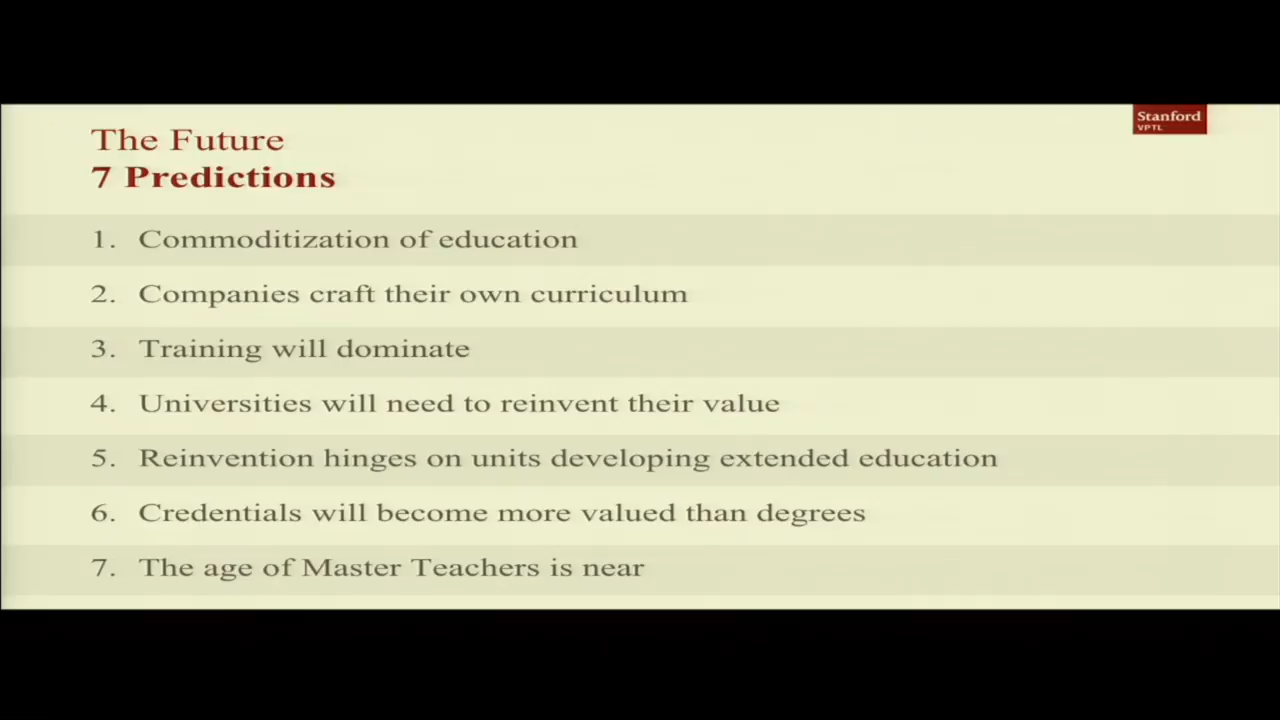 Stanford
VPTL
The Future
7 Predictions
1. Commoditization of education
2. Companies craft their own curriculum
3. Training will dominate
4. Universities will need to reinvent their value
5. Reinvention hinges on units developing extended education
6. Credentials will become more valued than degrees
7. The age of Master Teachers is near